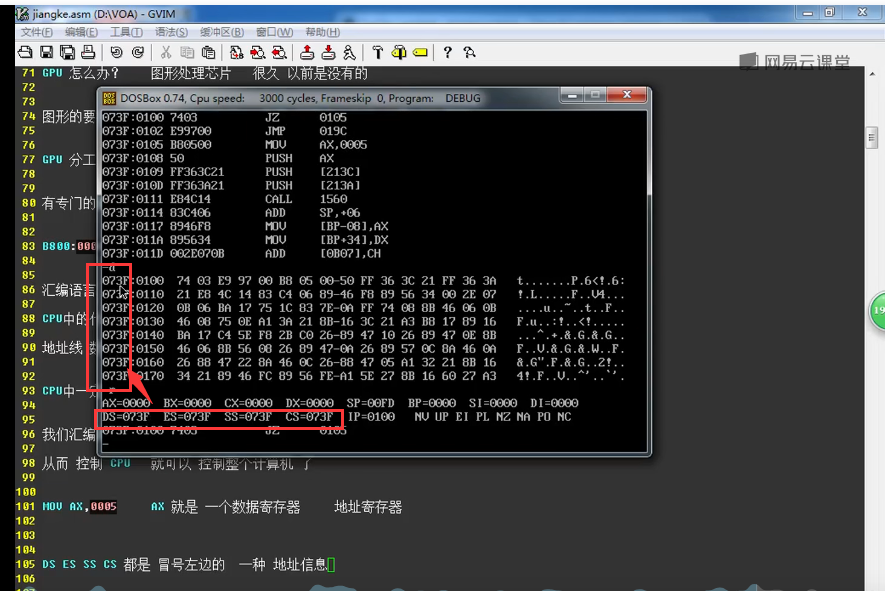 jiangke.asm (D:\VOA) - GVIM
文件(F) 编辑(E) 工具(T) 语法(S) 缓冲区(B) 窗口(W) 帮助(H)
网易云课堂
71 GPU 怎么办? 图形处理芯片 很久 以前是没有的
72
73
DOSBox 0.74, Cpu speed: 3000 cycles, Frameskip 0, Program: DEBUG
74 图形的要
75
76
77 GPU 分工
78
79
80 有专门的
81
82
83 B800:000
84
85
86 汇编语言
87
88 CPU中的
89
90 地址线 数
91
92
93 CPU中一
94
95
96 我们汇编
97
98 从而 控制 CPU 就可以 控制整个计算机 了
99
100
101 MOV AX,0005 AX 就是 一个数据寄存器 地址寄存器
102
103
104
105 DS ES SS CS 都是 冒号左边的 一种 地址信息
106
073F:0100 7403 JZ 0105
073F:0102 E99700 JMP 019C
073F:0105 B80500 MOV AX,0005
073F:0108 50 PUSH AX
073F:0109 FF363C21 PUSH [213C]
073F:010D FF363A21 PUSH [213A]
073F:0111 E84C14 CALL 1560
073F:0114 83C406 ADD SP,+06
073F:0117 8946F8 MOV [BP-08],AX
073F:011A 895634 MOV [BP+34],DX
073F:011D 002E070B ADD [0B07],CH
-d
073F:0100 74 03 E9 97 00 B8 05 00-50 FF 36 3C 21 FF 36 3A t.......P.6<!.6:
073F:0110 21 E8 4C 14 83 C4 06 89-46 F8 89 56 34 00 2E 07 !.L.....F..V4...
073F:0120 0B 06 BA 17 75 1C 83 7E-0A FF 74 08 8B 46 06 0B ....u..~..t..F..
073F:0130 46 08 75 0E A1 3A 21 8B-16 3C 21 A3 B8 17 89 16 F.u..:!..<!.....
073F:0140 BA 17 C4 5E F8 2B C0 26-89 47 10 26 89 47 0E 8B ...^.+.&.G.&.G..
073F:0150 46 06 8B 56 08 26 89 47-0A 26 89 57 0C 8A 46 0A F..V.&.G.&.W..F.
073F:0160 26 88 47 22 8A 46 0C 26-88 47 05 A1 32 21 8B 16 &.G".F.&.G..2!..
073F:0170 34 21 89 16 FC 89 56 FE-A1 5E 27 8B 16 60 27 A3 4!.F..V..^'..`'.
-r
AX=0000 BX=0000 CX=0000 DX=0000 SP=00FD BP=0000 SI=0000 DI=0000
DS=073F ES=073F SS=073F CS=073F IP=0100 NV UP EI PL NZ NA PO NC
073F:0100 7403 JZ 0105
-
19